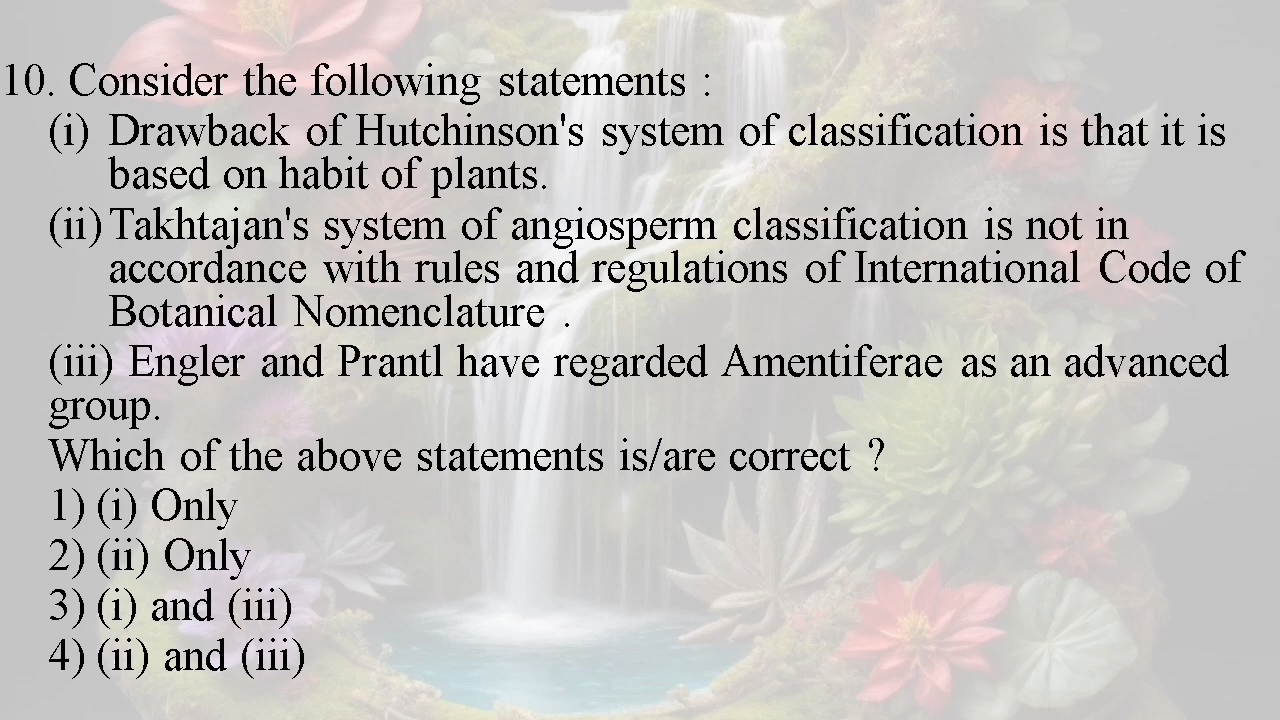 10. Consider the following statements :
(i) Drawback of Hutchinson's system of classification is that it is
based on habit of plants.
(ii) Takhtajan's system of angiosperm classification is not in
accordance with rules and regulations of International Code of
Botanical Nomenclature .
(iii) Engler and Prantl have regarded Amentiferae as an advanced
group.
Which of the above statements is/are correct ?
1) (i) Only
2) (ii) Only
3) (i) and (iii)
4) (ii) and (iii)